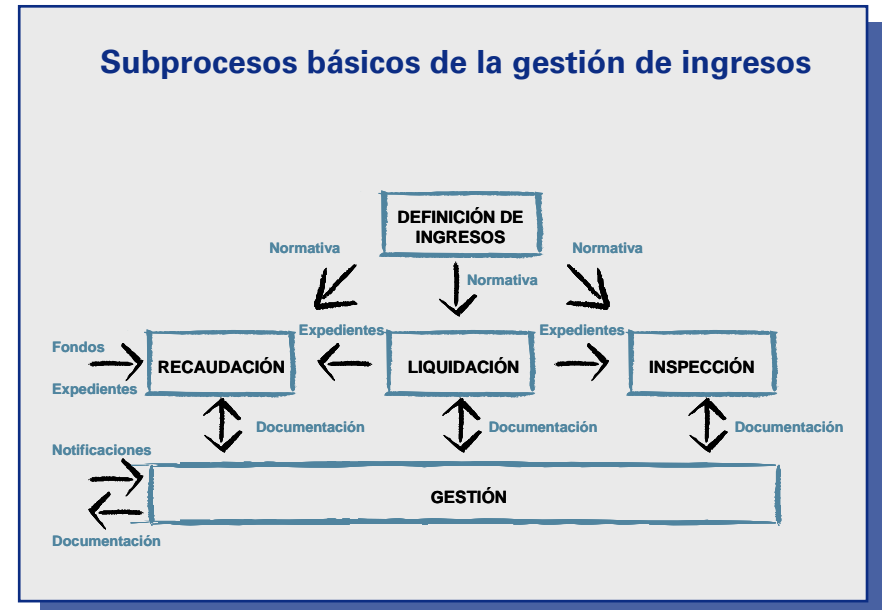 Subprocesos básicos de la gestión de ingresos
DEFINICIÓN DE
INGRESOS
Normativa
Normativa
Normativa
Expedientes
Expedientes
Fondos
RECAUDACIÓN
LIQUIDACIÓN
INSPECCIÓN
Expedientes
Documentación
Documentación
Documentación
Notificaciones
GESTIÓN
Documentación